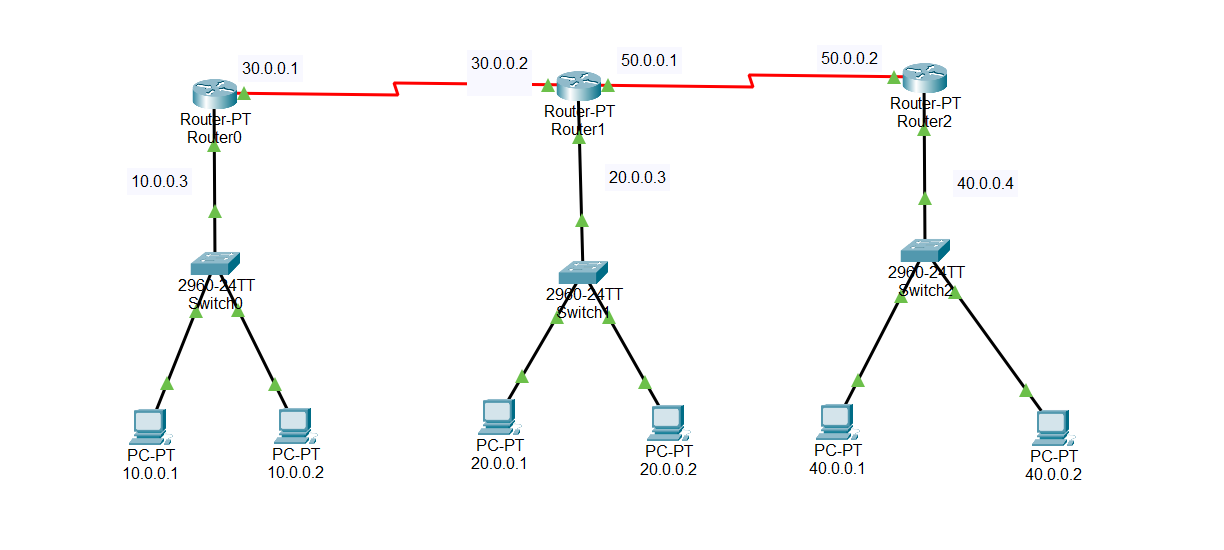 30.0.0.1
30.0.0.2
50.0.0.1
50.0.0.2
Router-PT
Router0
Router-PT
Router1
Router-PT
Router2
10.0.0.3
20.0.0.3
40.0.0.4
2960-24TT
Switch0
2960-24TT
Switch1
2960-24TT
Switch2
PC-PT
10.0.0.1
PC-PT
10.0.0.2
PC-PT
20.0.0.1
PC-PT
20.0.0.2
PC-PT
40.0.0.1
PC-PT
40.0.0.2